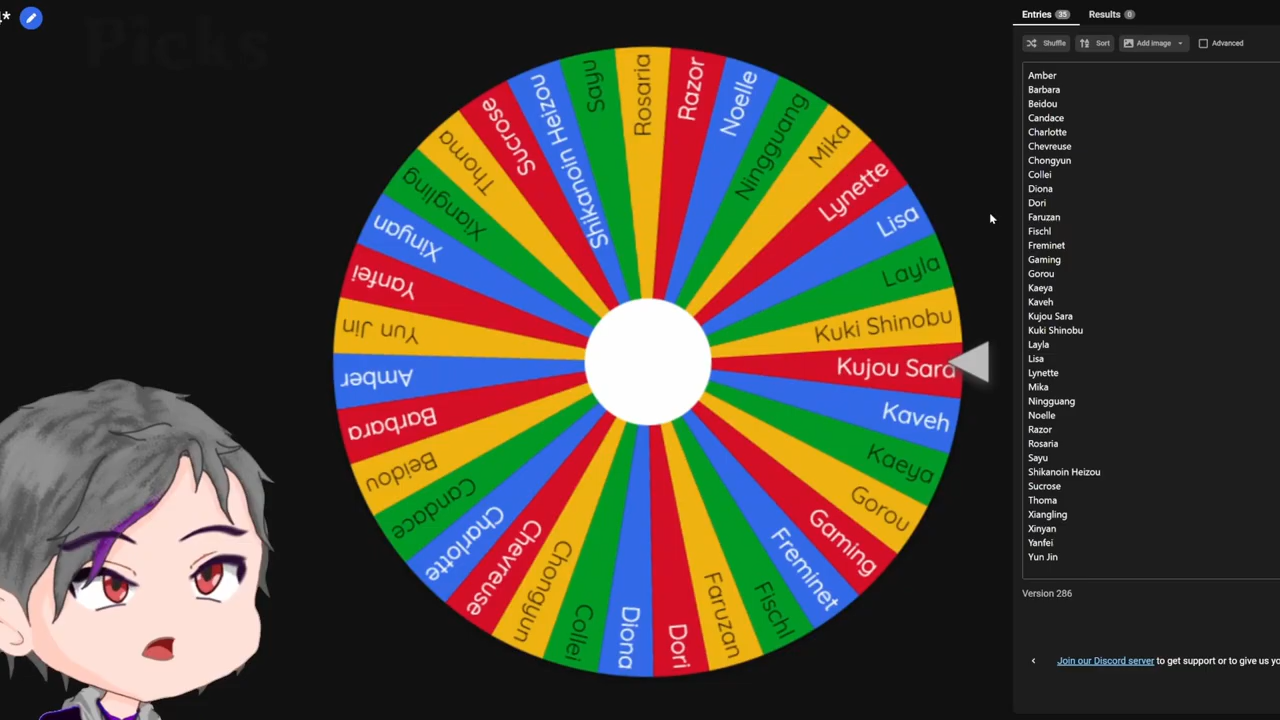 4*
Picks
Entries 35
Results 0
Shuffle
Sort
Add image
Advanced
Rosaria
Razor
Noelle
Ningguang
Mika
Lynette
Lisa
Layla
Kuki Shinobu
Kujou Sara
Kaveh
Kaeya
Gorou
Gaming
Freminet
Fischl
Faruzan
Dori
Diona
Collei
Chongyun
Chevreuse
Charlotte
Candace
Beidou
Barbara
Amber
Yun Jin
Yanfei
Xinyan
Xiangling
Thoma
Sucrose
Shikanoin Heizou
Sayu
Amber
Barbara
Beidou
Candace
Charlotte
Chevreuse
Chongyun
Collei
Diona
Dori
Faruzan
Fischl
Freminet
Gaming
Gorou
Kaeya
Kaveh
Kujou Sara
Kuki Shinobu
Layla
Lisa
Lynette
Mika
Ningguang
Noelle
Razor
Rosaria
Sayu
Shikanoin Heizou
Sucrose
Thoma
Xiangling
Xinyan
Yanfei
Yun Jin
Version 286
Join our Discord server to get support or to give us